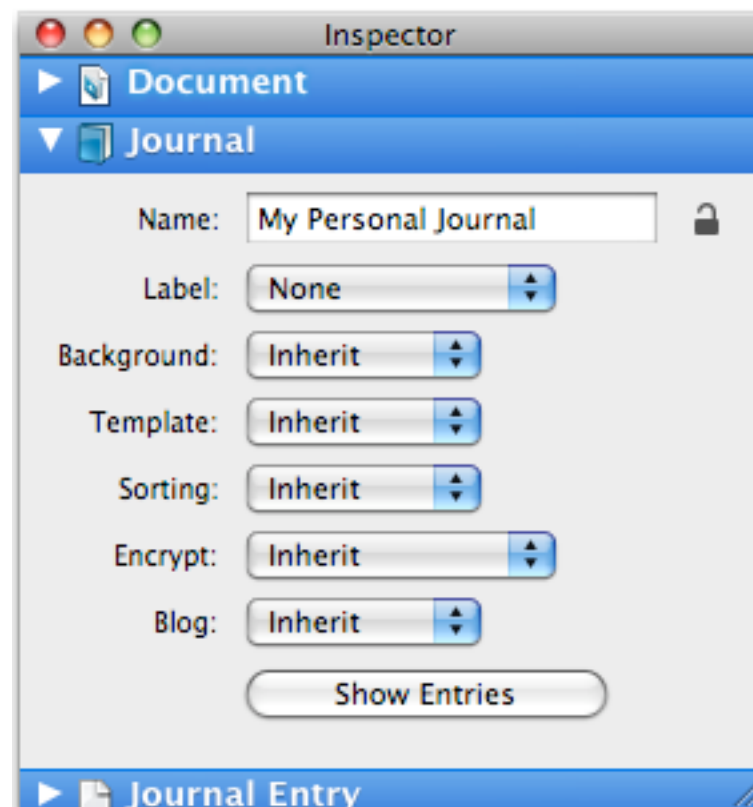 Inspector
Document
Journal
Name: My Personal Journal
Label: None
Background: Inherit
Template: Inherit
Sorting: Inherit
Encrypt: Inherit
Blog: Inherit
Show Entries
Journal Entry